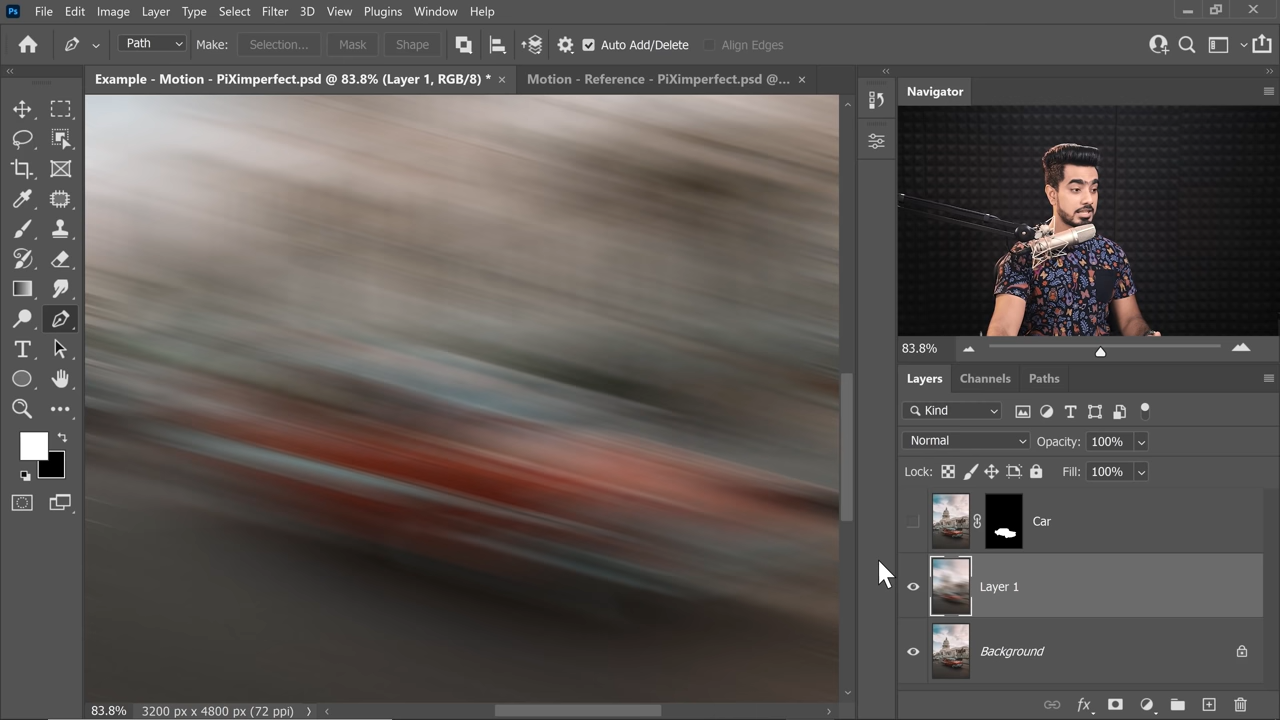 Ps File Edit Image Layer Type Select Filter 3D View Plugins Window Help
Path Make: Selection... Mask Shape Auto Add/Delete Align Edges
Example - Motion - PiXimperfect.psd @ 83.8% (Layer 1, RGB/8) * × Motion - Reference - PiXimperfect.psd @... ×
Navigator
83.8%
Layers Channels Paths
Kind
Normal Opacity: 100%
Lock: Fill: 100%
Car
Layer 1
Background
fx
83.8% 3200 px x 4800 px (72 ppi)